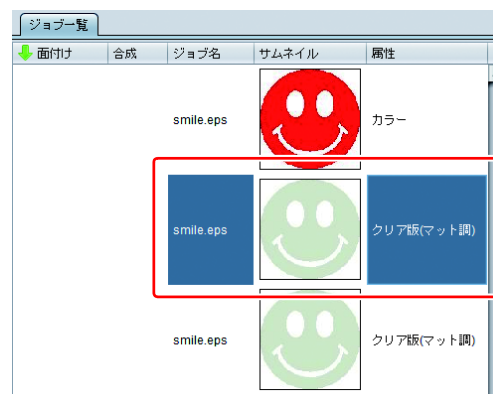 ジョブ一覧
面付け 合成 ジョブ名 サムネイル 属性
smile.eps カラー
smile.eps クリア版(マット調)
smile.eps クリア版(マット調)